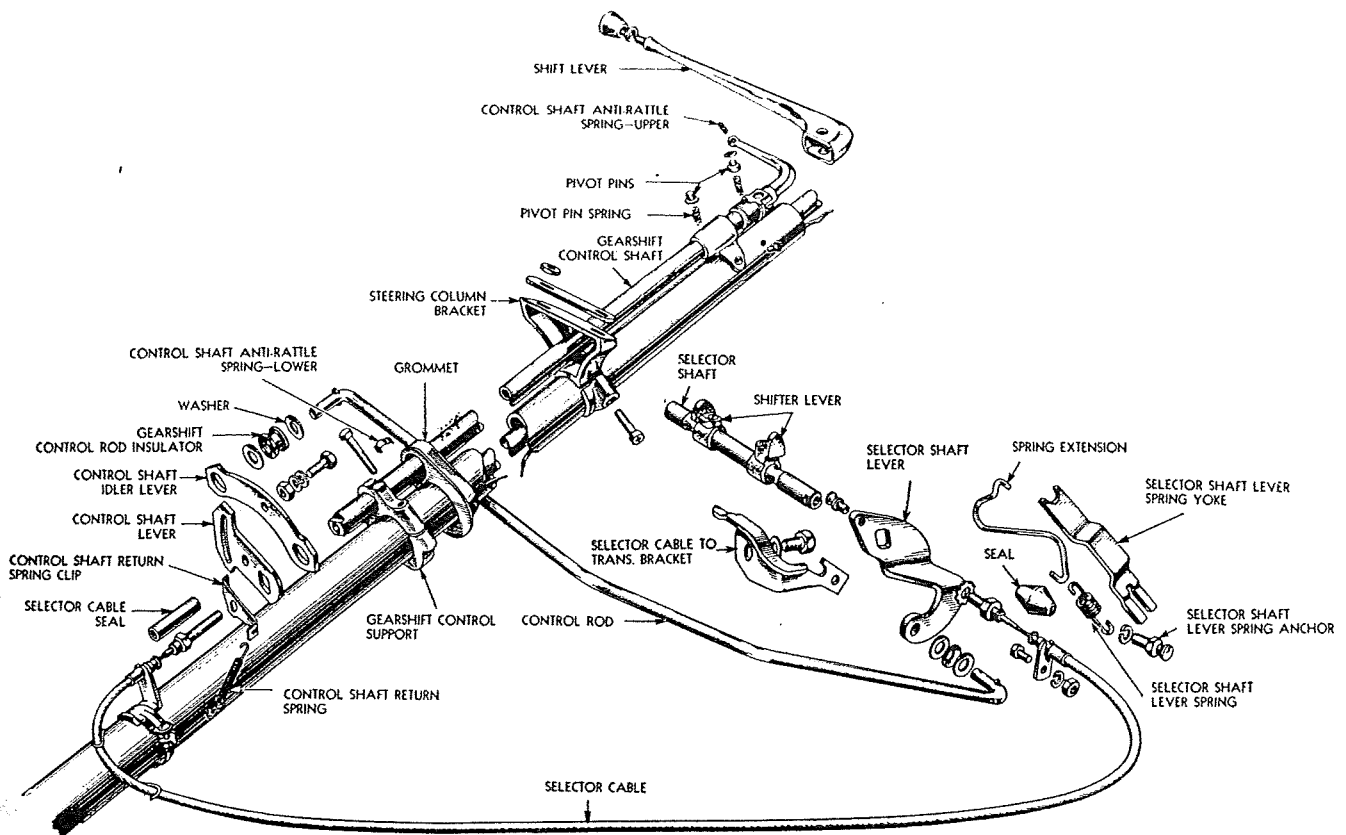 SHIFT LEVER
CONTROL SHAFT ANTI-RATTLE
SPRING—UPPER
PIVOT PINS
PIVOT PIN SPRING
GEARSHIFT
CONTROL SHAFT
STEERING COLUMN
BRACKET
CONTROL SHAFT ANTI-RATTLE
SPRING—LOWER
GROMMET
WASHER
GEARSHIFT
CONTROL ROD INSULATOR
CONTROL SHAFT
IDLER LEVER
CONTROL SHAFT
LEVER
CONTROL SHAFT RETURN
SPRING CLIP
SELECTOR CABLE
SEAL
GEARSHIFT CONTROL
SUPPORT
CONTROL ROD
CONTROL SHAFT RETURN
SPRING
SELECTOR
SHAFT
SHIFTER LEVER
SELECTOR SHAFT
LEVER
SPRING EXTENSION
SELECTOR SHAFT LEVER
SPRING YOKE
SELECTOR CABLE TO
TRANS. BRACKET
SEAL
SELECTOR SHAFT
LEVER SPRING ANCHOR
SELECTOR SHAFT
LEVER SPRING
SELECTOR CABLE